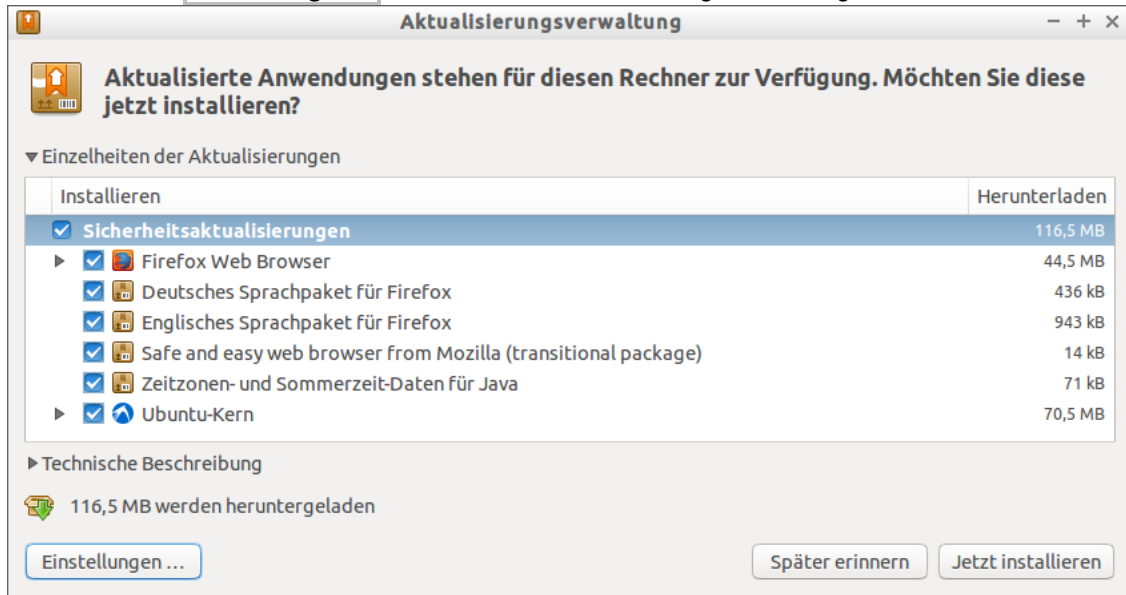 Aktualisierungsverwaltung
Aktualisierte Anwendungen stehen für diesen Rechner zur Verfügung. Möchten Sie diese
jetzt installieren?
Einzelheiten der Aktualisierungen
Installieren Herunterladen
Sicherheitsaktualisierungen 116,5 MB
Firefox Web Browser 44,5 MB
Deutsches Sprachpaket für Firefox 436 kB
Englisches Sprachpaket für Firefox 943 kB
Safe and easy web browser from Mozilla (transitional package) 14 kB
Zeitzonen- und Sommerzeit-Daten für Java 71 kB
Ubuntu-Kern 70,5 MB
Technische Beschreibung
116,5 MB werden heruntergeladen
Einstellungen ... Später erinnern Jetzt installieren